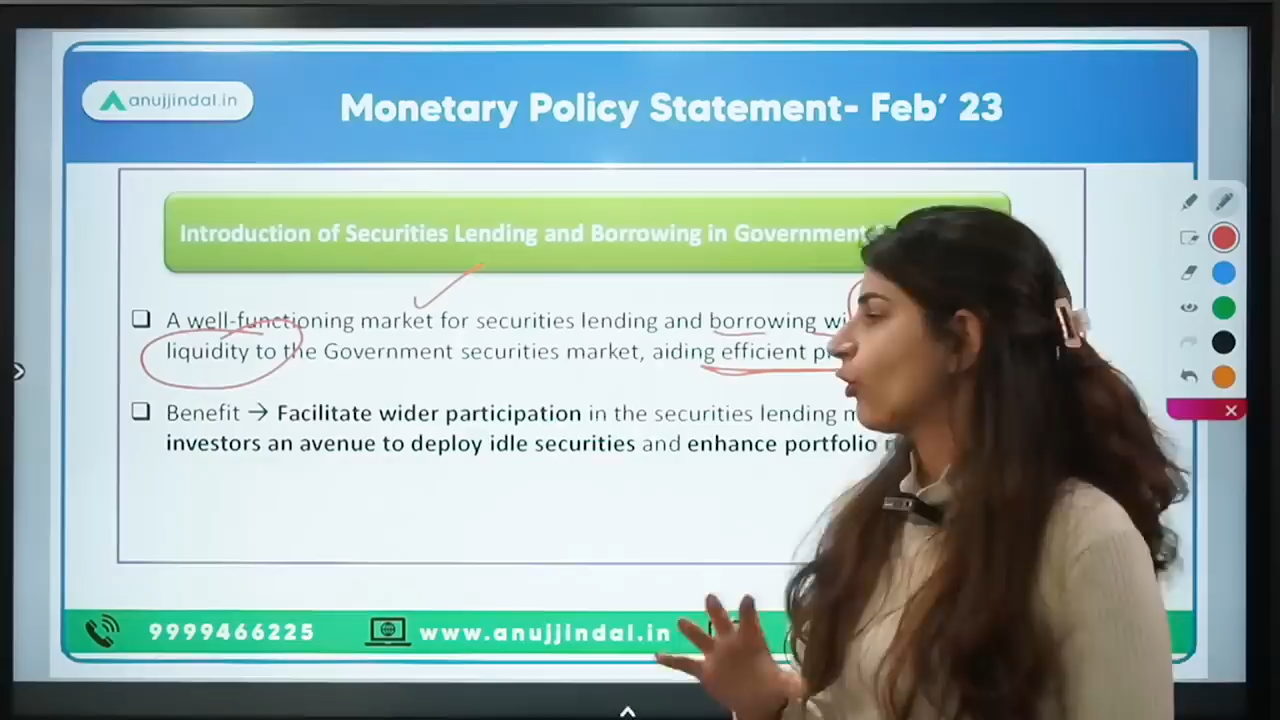 anujjindal.in
Monetary Policy Statement- Feb’ 23
Introduction of Securities Lending and Borrowing in Government
A well-functioning market for securities lending and borrowing
liquidity to the Government securities market, aiding efficient
Benefit → Facilitate wider participation in the securities lending
investors an avenue to deploy idle securities and enhance portfolio
9999466225
www.anujjindal.in